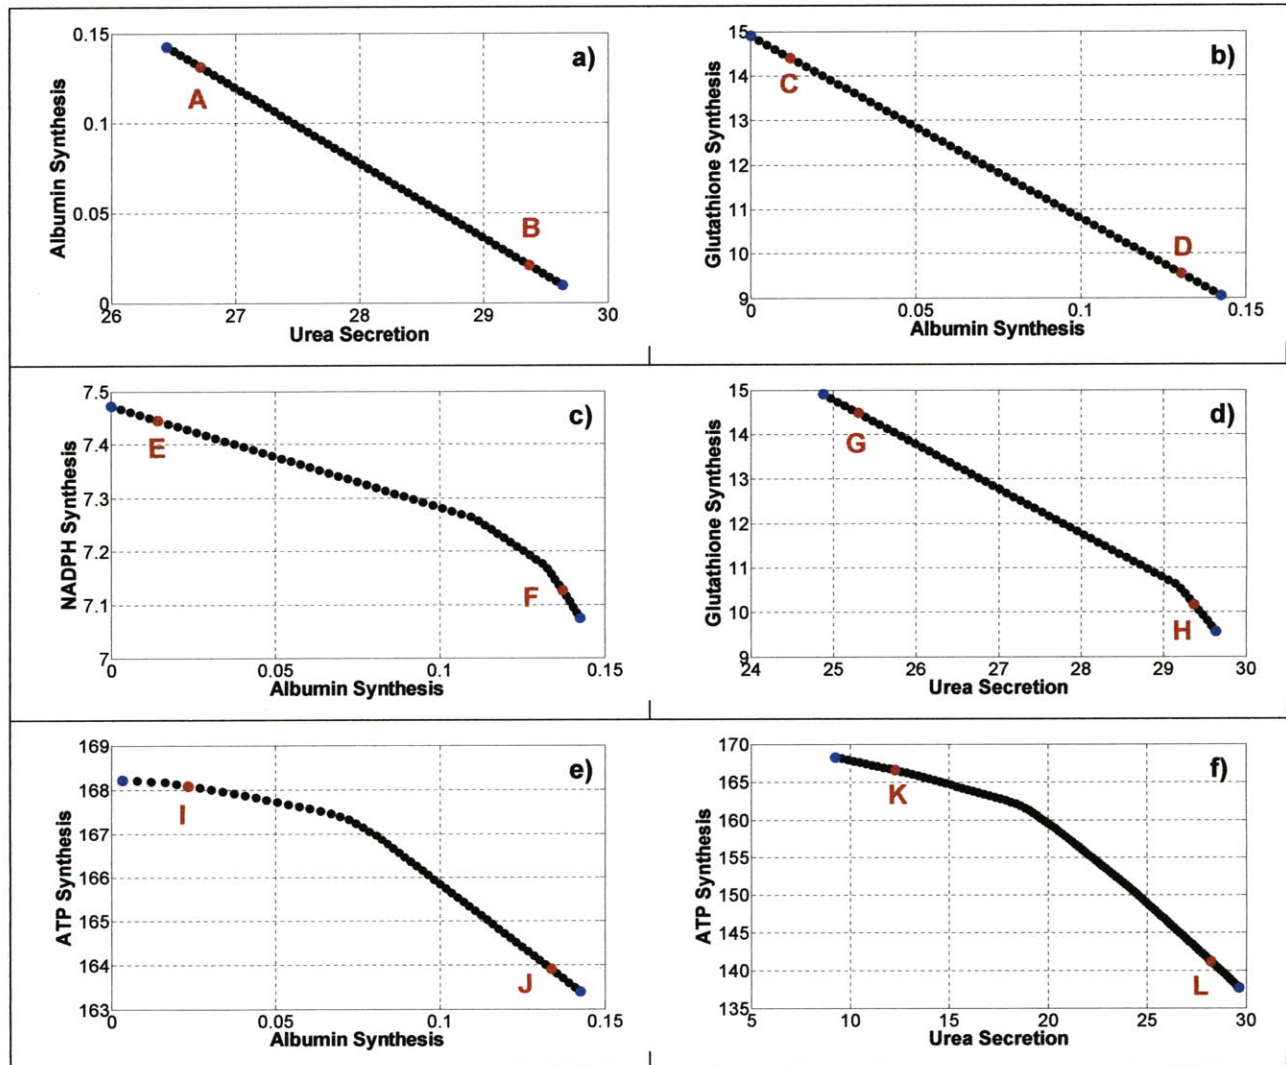 a)
0.15
0.1
0.05
0
Albumin Synthesis
A
B
26 27 28 29 30
Urea Secretion
b)
15
14
13
12
11
10
9
Glutathione Synthesis
C
D
0 0.05 0.1 0.15
Albumin Synthesis
c)
7.5
7.4
7.3
7.2
7.1
7
NADPH Synthesis
E
F
0 0.05 0.1 0.15
Albumin Synthesis
d)
15
14
13
12
11
10
9
Glutathione Synthesis
G
H
24 25 26 27 28 29 30
Urea Secretion
e)
169
168
167
166
165
164
163
ATP Synthesis
I
J
0 0.05 0.1 0.15
Albumin Synthesis
f)
170
165
160
155
150
145
140
135
ATP Synthesis
K
L
5 10 15 20 25 30
Urea Secretion